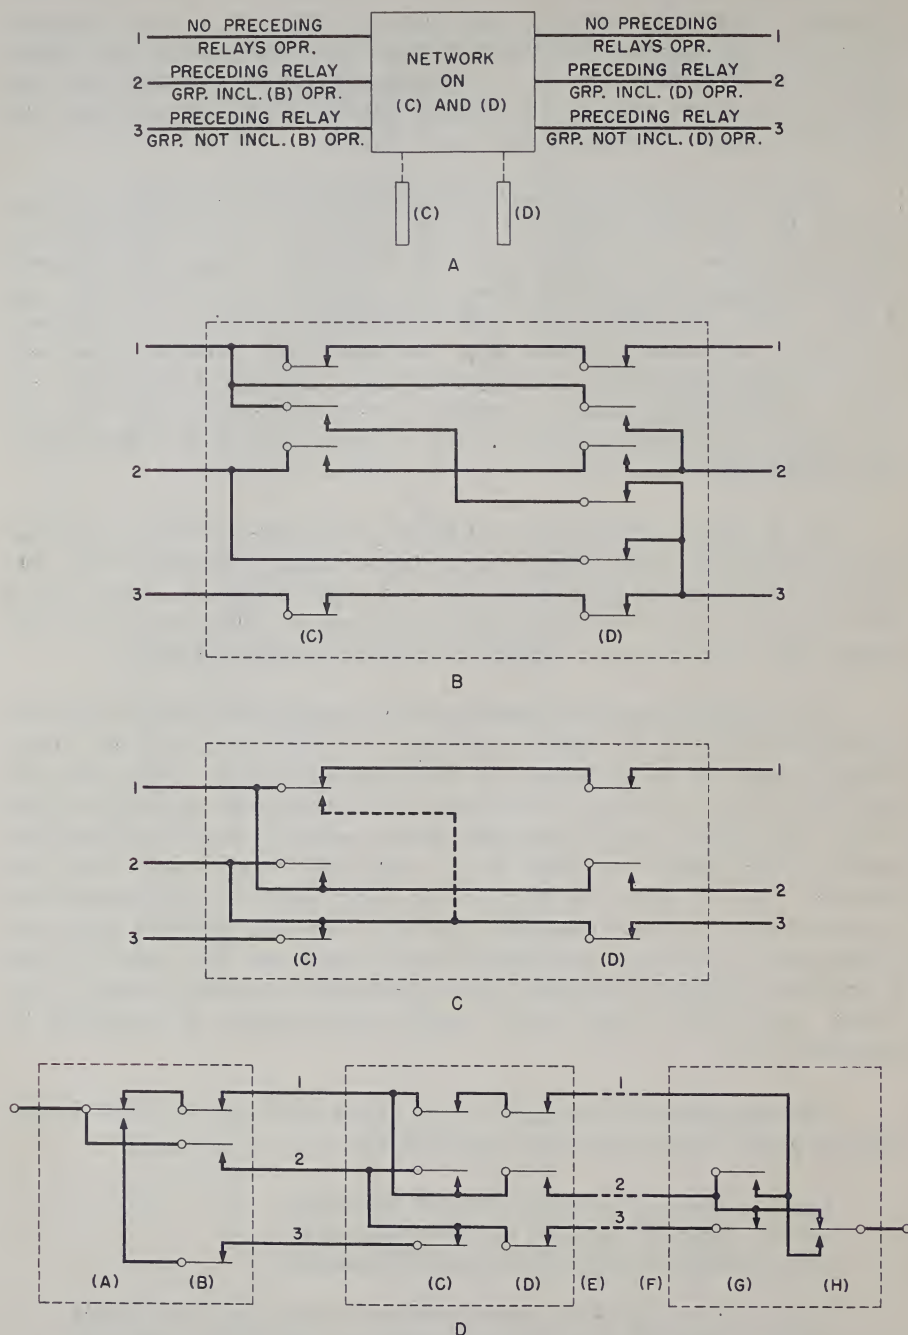 1 NO PRECEDING RELAYS OPR.
2 PRECEDING RELAY GRP. INCL. (B) OPR.
3 PRECEDING RELAY GRP. NOT INCL. (B) OPR.
NETWORK
ON
(C) AND (D)
NO PRECEDING RELAYS OPR. 1
PRECEDING RELAY GRP. INCL. (D) OPR. 2
PRECEDING RELAY GRP. NOT INCL. (D) OPR. 3
(C) (D)
A
1 1
2 2
3 3
(C) (D)
B
1 1
2 2
3 3
(C) (D)
C
1 1
2 2
3 3
(A) (B) (C) (D) (E) (F) (G) (H)
D